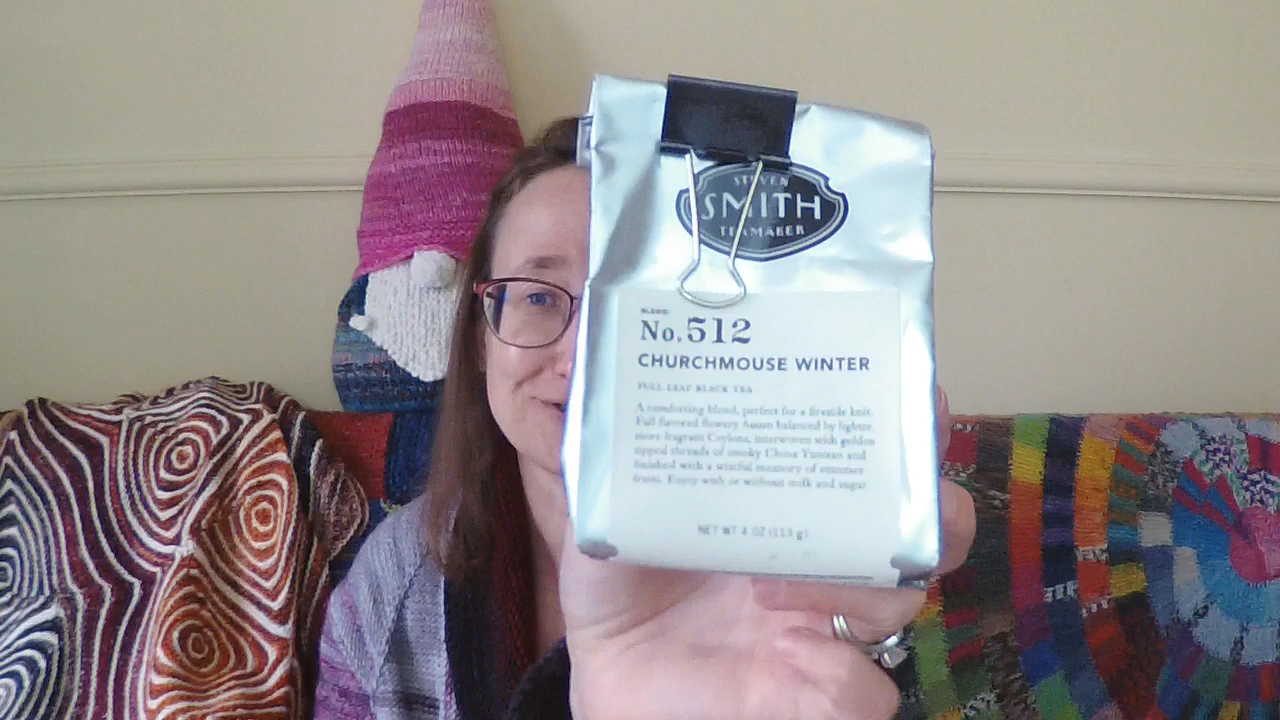 STEVEN
SMITH
TEAMAKER
BLEND:
No. 512
CHURCHMOUSE WINTER
FULL LEAF BLACK TEA
A comforting blend, perfect for a fireside knit.
Full flavored flowery Assam balanced by lighter,
more fragrant Ceylons, interwoven with golden
tipped threads of smoky China Yunnan and
finished with a wistful memory of summer
fruits. Enjoy with or without milk and sugar.
NET WT 4 OZ (113 g)